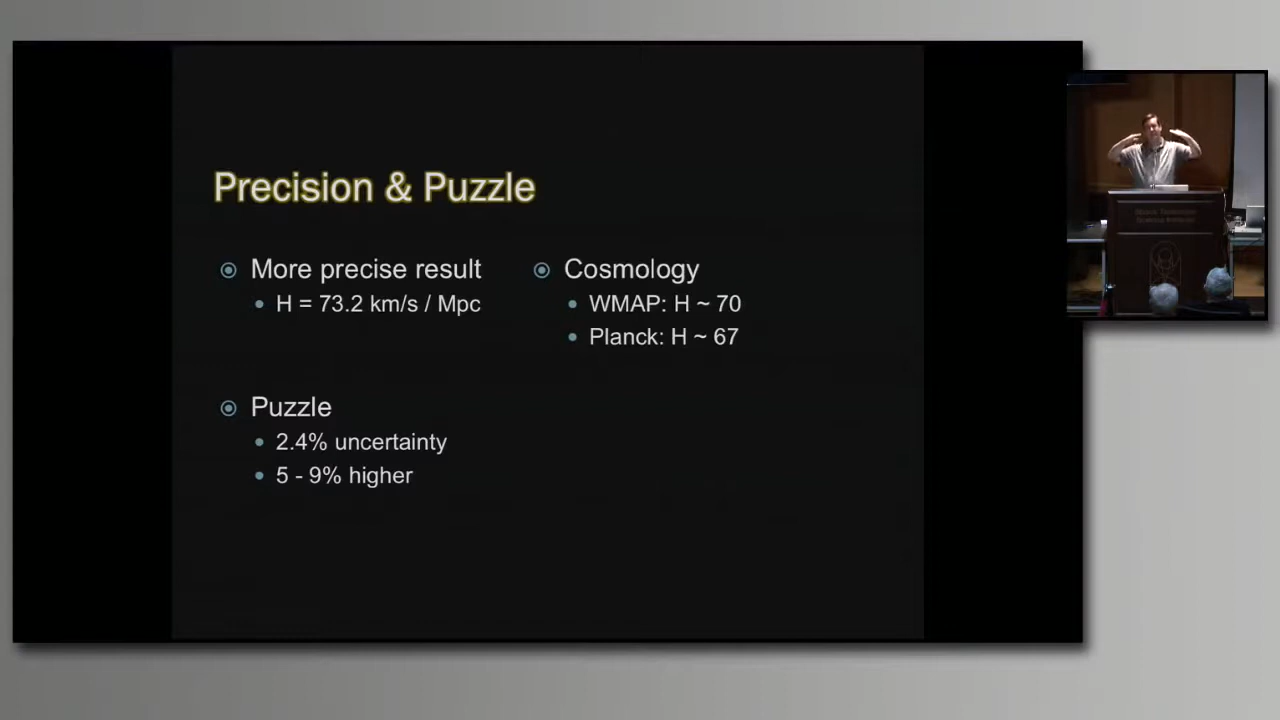 Precision & Puzzle
More precise result
H = 73.2 km/s / Mpc
Puzzle
2.4% uncertainty
5 - 9% higher
Cosmology
WMAP: H ~ 70
Planck: H ~ 67